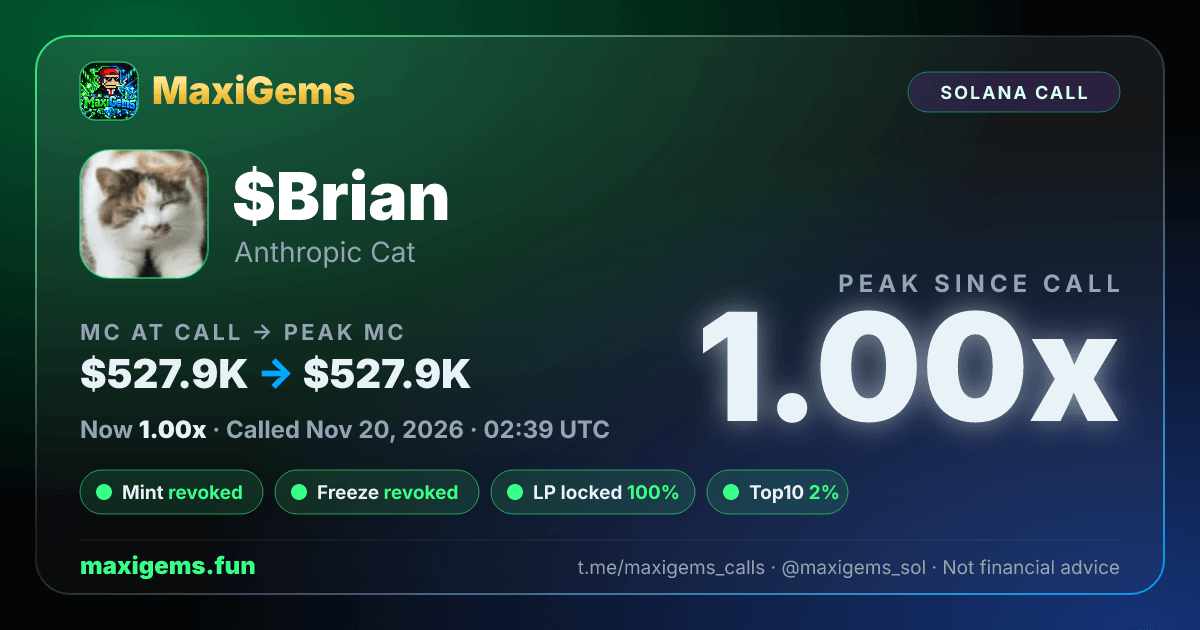 MaxiGems
MaxiGems
SOLANA CALL
$Brian
Anthropic Cat
PEAK SINCE CALL
1.00x
MC AT CALL → PEAK MC
$527.9K → $527.9K
Now 1.00x · Called Nov 20, 2026 · 02:39 UTC
Mint revoked
Freeze revoked
LP locked 100%
Top10 2%
maxigems.fun
t.me/maxigems_calls · @maxigems_sol · Not financial advice